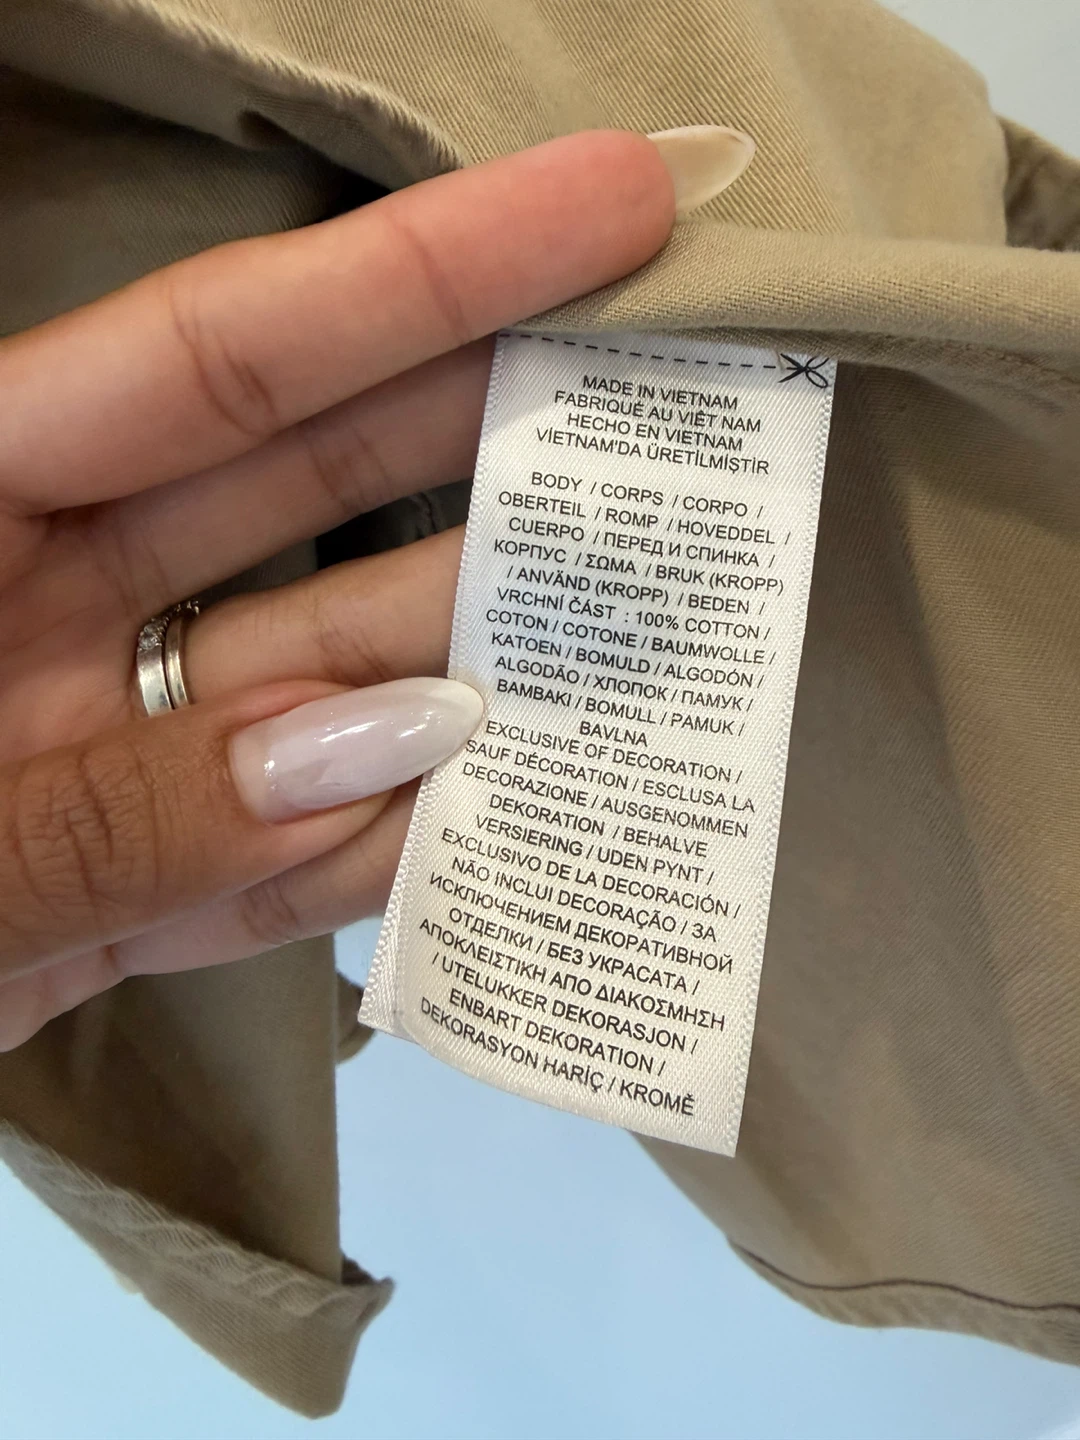 MADE IN VIETNAM
FABRIQUÉ AU VIÊT NAM
HECHO EN VIETNAM
VİETNAM'DA ÜRETİLMİŞTİR
BODY / CORPS / CORPO /
OBERTEIL / ROMP / HOVEDDEL /
CUERPO / ПЕРЕД И СПИНКА /
КОРПУС / ΣΩΜΑ / BRUK (KROPP)
/ ANVÄND (KROPP) / BEDEN /
VRCHNÍ ČÁST : 100% COTTON /
COTON / COTONE / BAUMWOLLE /
KATOEN / BOMULD / ALGODÓN /
ALGODÃO / ХЛОПОК / ПАМУК /
ΒΑΜΒΑΚΙ / BOMULL / PAMUK /
BAVLNA
EXCLUSIVE OF DECORATION /
SAUF DÉCORATION / ESCLUSA LA
DECORAZIONE / AUSGENOMMEN
DEKORATION / BEHALVE
VERSIERING / UDEN PYNT /
EXCLUSIVO DE LA DECORACIÓN /
NÃO INCLUI DECORAÇÃO / ЗА
ИСКЛЮЧЕНИЕМ ДЕКОРАТИВНОЙ
ОТДЕЛКИ / БЕЗ УКРАСАТА /
ΑΠΟΚΛΕΙΣΤΙΚΗ ΑΠΟ ΔΙΑΚΟΣΜΗΣΗ
/ UTELUKKER DEKORASJON /
ENBART DEKORATION /
DEKORASYON HARİÇ / KROMĚ